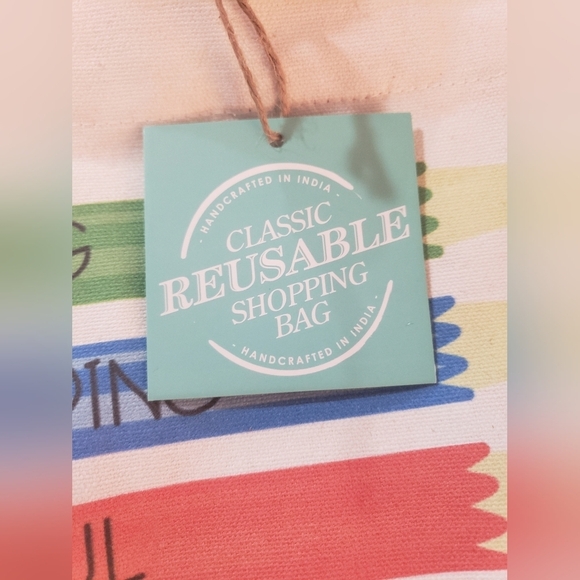 · HANDCRAFTED IN INDIA ·
CLASSIC
REUSABLE
SHOPPING
BAG
· HANDCRAFTED IN INDIA ·